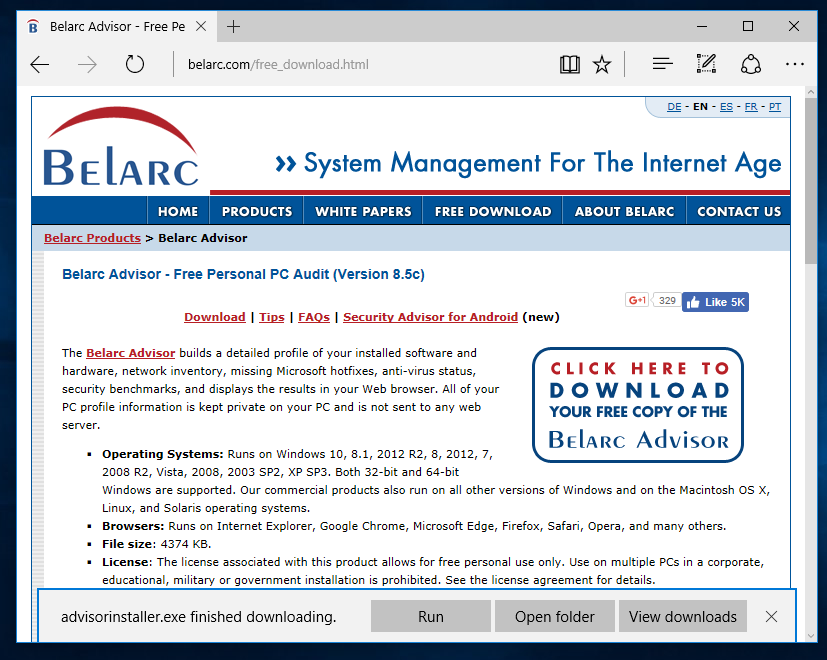 Belarc Advisor - Free Pe
belarc.com/free_download.html
DE - EN - ES - FR - PT
BELARC
System Management For The Internet Age
HOME
PRODUCTS
WHITE PAPERS
FREE DOWNLOAD
ABOUT BELARC
CONTACT US
Belarc Products > Belarc Advisor
Belarc Advisor - Free Personal PC Audit (Version 8.5c)
G+1
329
Like 5K
Download | Tips | FAQs | Security Advisor for Android (new)
The Belarc Advisor builds a detailed profile of your installed software and
hardware, network inventory, missing Microsoft hotfixes, anti-virus status,
security benchmarks, and displays the results in your Web browser. All of your
PC profile information is kept private on your PC and is not sent to any web
server.
CLICK HERE TO
DOWNLOAD
YOUR FREE COPY OF THE
BELARC ADVISOR
Operating Systems: Runs on Windows 10, 8.1, 2012 R2, 8, 2012, 7,
2008 R2, Vista, 2008, 2003 SP2, XP SP3. Both 32-bit and 64-bit
Windows are supported. Our commercial products also run on all other versions of Windows and on the Macintosh OS X,
Linux, and Solaris operating systems.
Browsers: Runs on Internet Explorer, Google Chrome, Microsoft Edge, Firefox, Safari, Opera, and many others.
File size: 4374 KB.
License: The license associated with this product allows for free personal use only. Use on multiple PCs in a corporate,
educational, military or government installation is prohibited. See the license agreement for details.
advisorinstaller.exe finished downloading.
Run
Open folder
View downloads